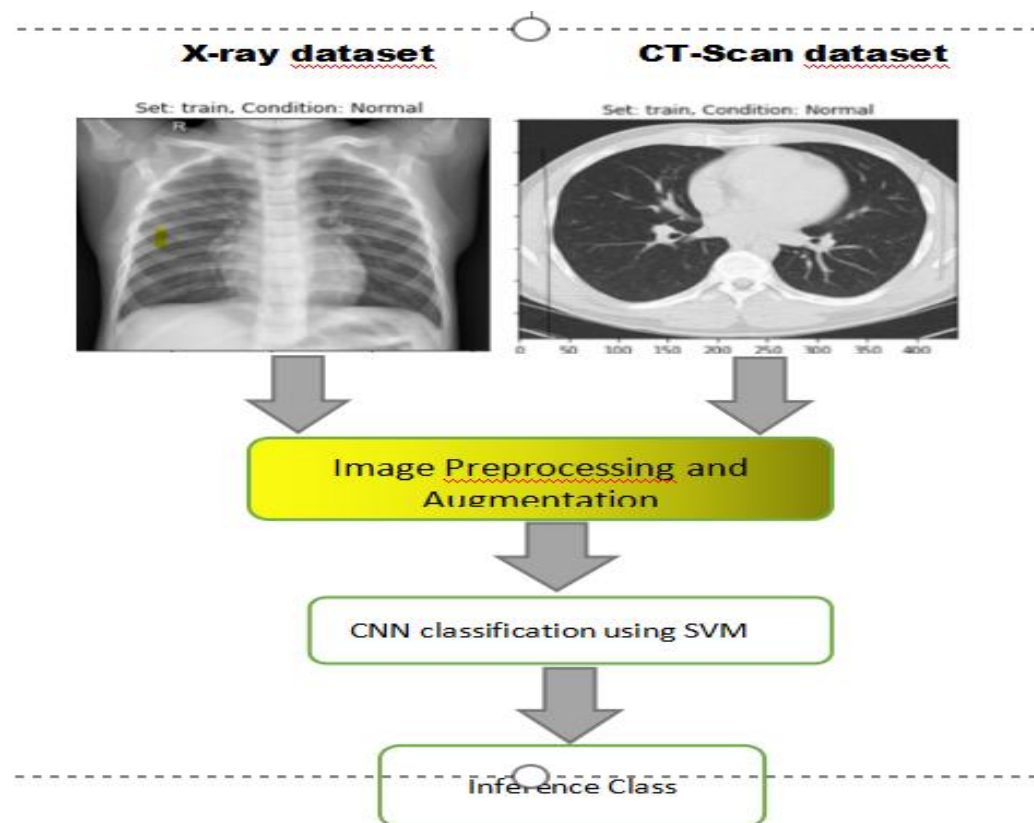 X-ray dataset
CT-Scan dataset
Set: train, Condition: Normal
Set: train, Condition: Normal
R
0 50 100 150 200 250 300 350 400
Image Preprocessing and
Augmentation
CNN classification using SVM
Inference Class